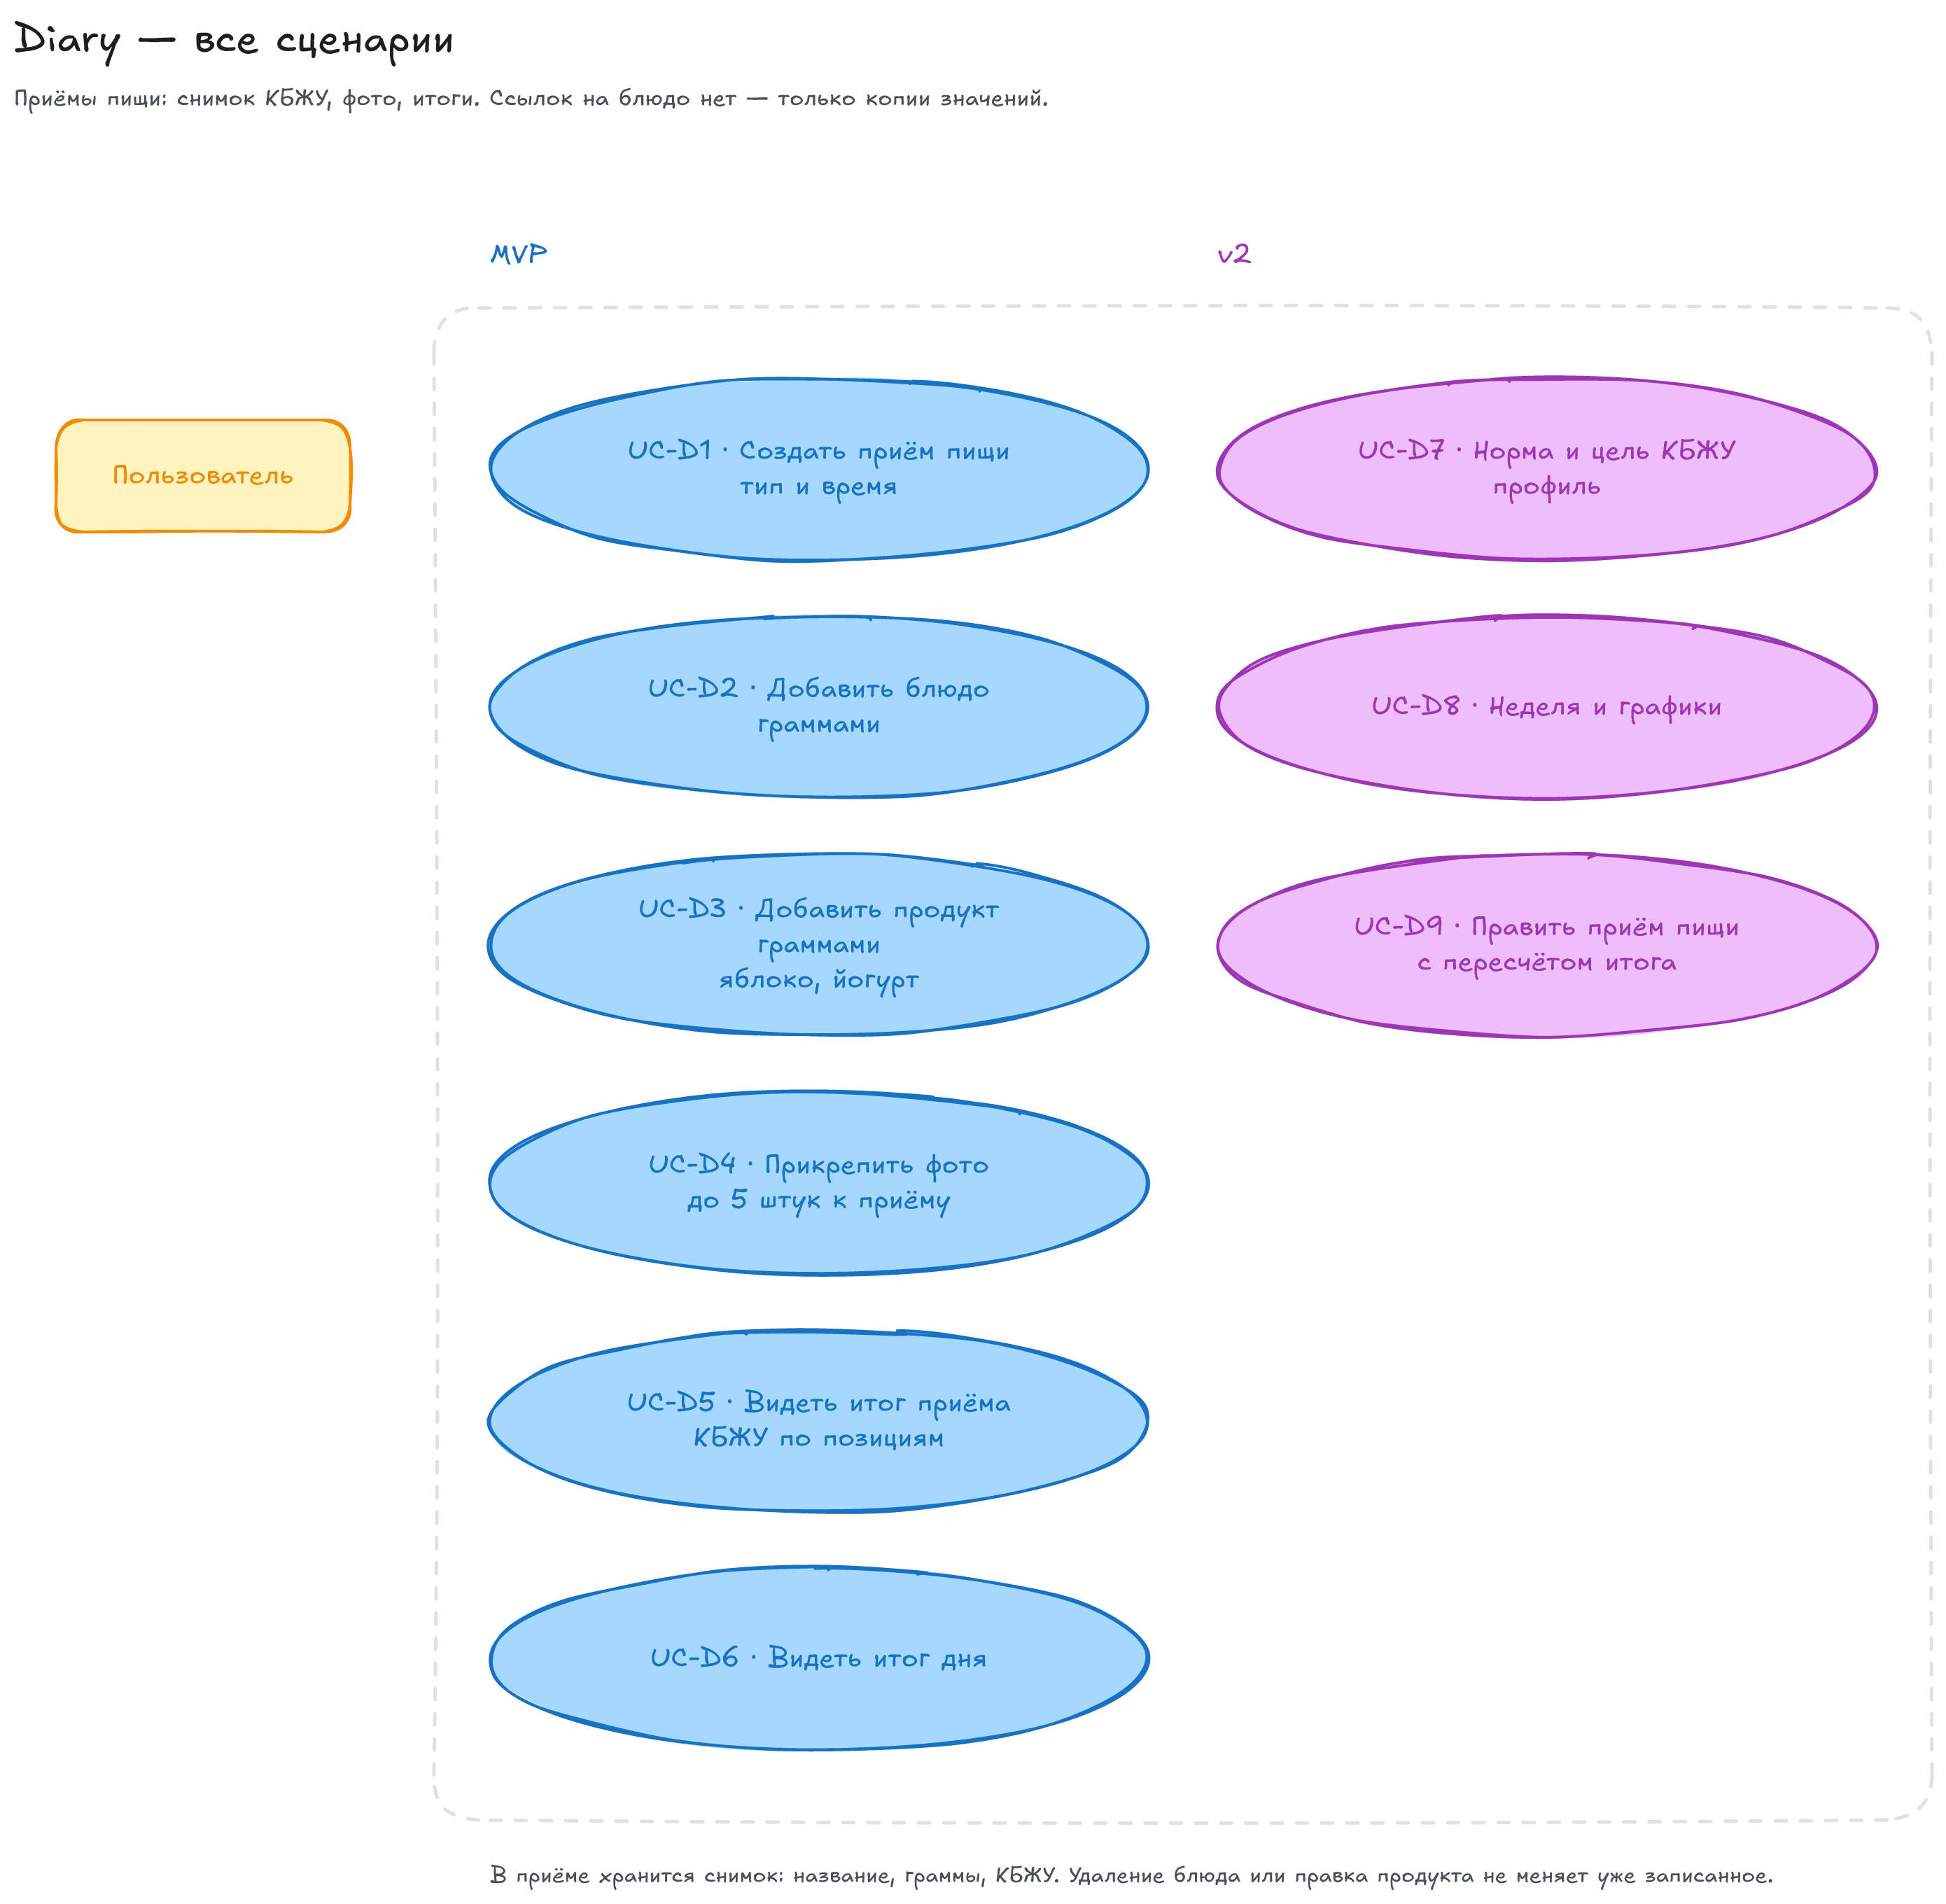 Diary — все сценарии
Приёмы пищи: снимок КБЖУ, фото, итоги. Ссылок на блюдо нет — только копии значений.
MVP
v2
Пользователь
UC-D1 · Создать приём пищи
тип и время
UC-D7 · Норма и цель КБЖУ
профиль
UC-D2 · Добавить блюдо
граммами
UC-D8 · Неделя и графики
UC-D3 · Добавить продукт
граммами
яблоко, йогурт
UC-D9 · Править приём пищи
с пересчётом итога
UC-D4 · Прикрепить фото
до 5 штук к приёму
UC-D5 · Видеть итог приёма
КБЖУ по позициям
UC-D6 · Видеть итог дня
В приёме хранится снимок: название, граммы, КБЖУ. Удаление блюда или правка продукта не меняет уже записанное.